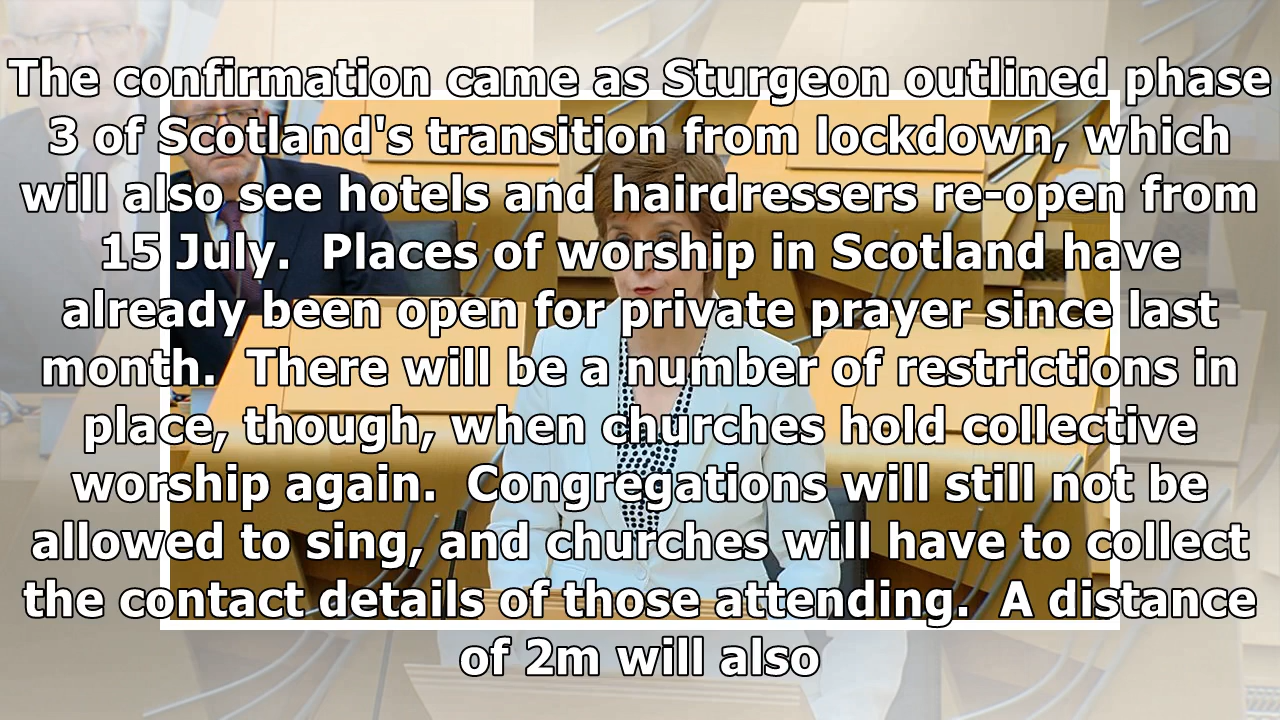 The confirmation came as Sturgeon outlined phase
3 of Scotland's transition from lockdown, which
will also see hotels and hairdressers re-open from
15 July.  Places of worship in Scotland have
already been open for private prayer since last
month.  There will be a number of restrictions in
place, though, when churches hold collective
worship again.  Congregations will still not be
allowed to sing, and churches will have to collect
the contact details of those attending.  A distance
of 2m will also